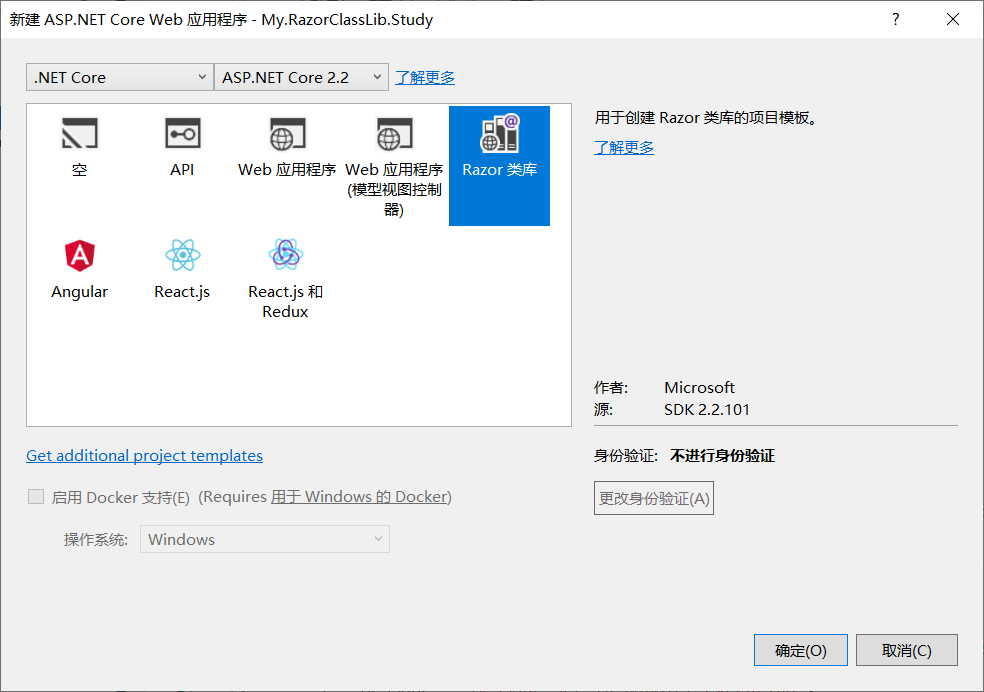 新建 ASP.NET Core Web 应用程序 - My.RazorClassLib.Study
?
.NET Core
ASP.NET Core 2.2
了解更多
空
API
Web 应用程序
Web 应用程序
(模型视图控制
器)
Razor 类库
Angular
React.js
React.js 和
Redux
用于创建 Razor 类库的项目模板。
了解更多
作者: Microsoft
源: SDK 2.2.101
Get additional project templates
身份验证: 不进行身份验证
启用 Docker 支持(E) (Requires 用于 Windows 的 Docker)
更改身份验证(A)
操作系统: Windows
确定(O)
取消(C)